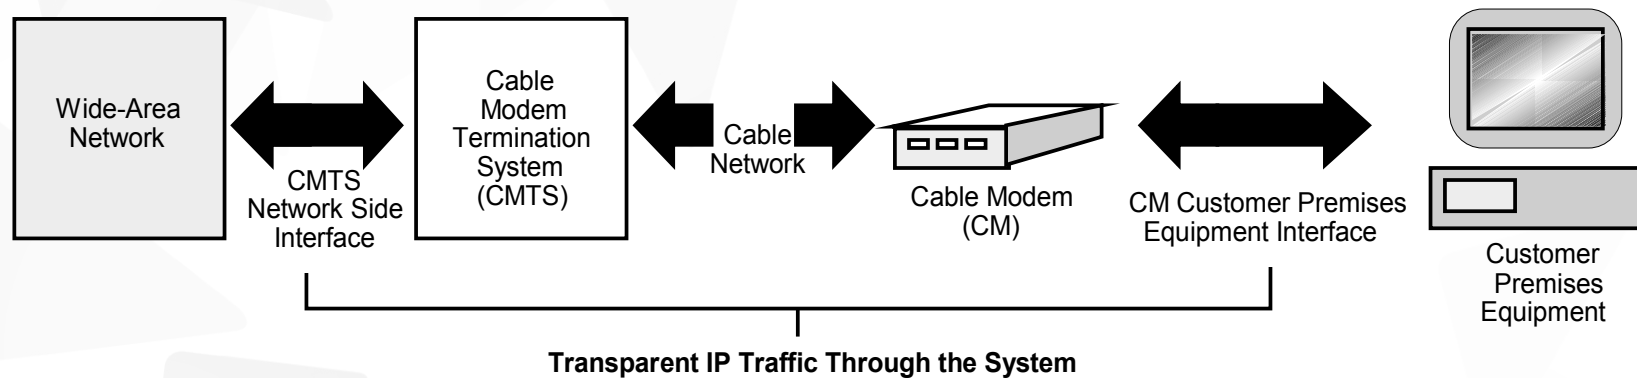 Wide-Area
Network
CMTS
Network Side
Interface
Cable
Modem
Termination
System
(CMTS)
Cable
Network
Cable Modem
(CM)
CM Customer Premises
Equipment Interface
Customer
Premises
Equipment
Transparent IP Traffic Through the System